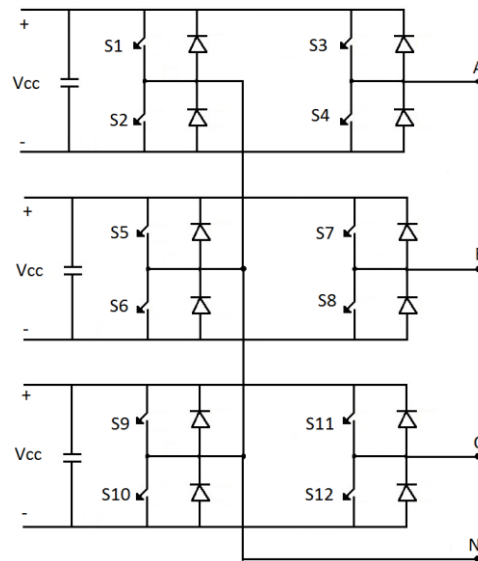 +
S1
S3
A
Vcc
S2
S4
-
+
S5
S7
Vcc
S6
S8
-
+
S9
S11
C
Vcc
S10
S12
-
N